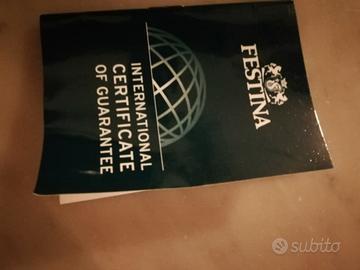 FESTINA
INTERNATIONAL
CERTIFICATE
OF GUARANTEE
subito